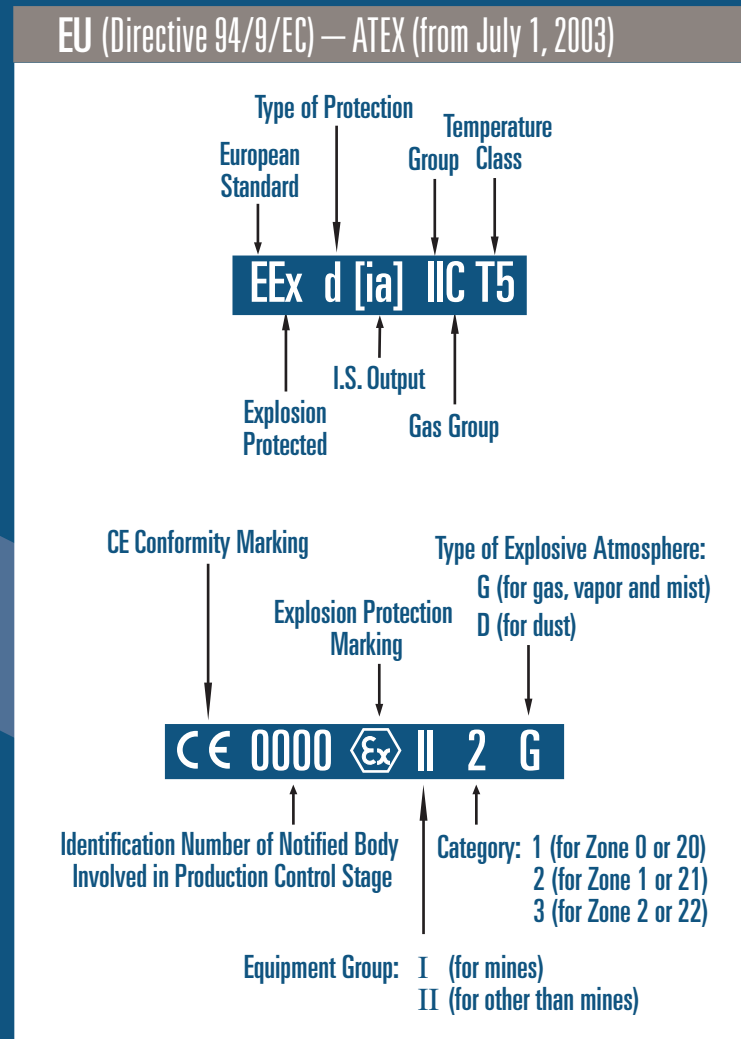 EU (Directive 94/9/EC) — ATEX (from July 1, 2003)
Type of Protection
Temperature
Class
European
Standard
Group
EEx d [ia] IIC T5
I.S. Output
Explosion
Protected
Gas Group
CE Conformity Marking
Type of Explosive Atmosphere:
G (for gas, vapor and mist)
D (for dust)
Explosion Protection
Marking
CE 0000 Ex II 2 G
Identification Number of Notified Body
Involved in Production Control Stage
Category: 1 (for Zone 0 or 20)
2 (for Zone 1 or 21)
3 (for Zone 2 or 22)
Equipment Group: I (for mines)
II (for other than mines)